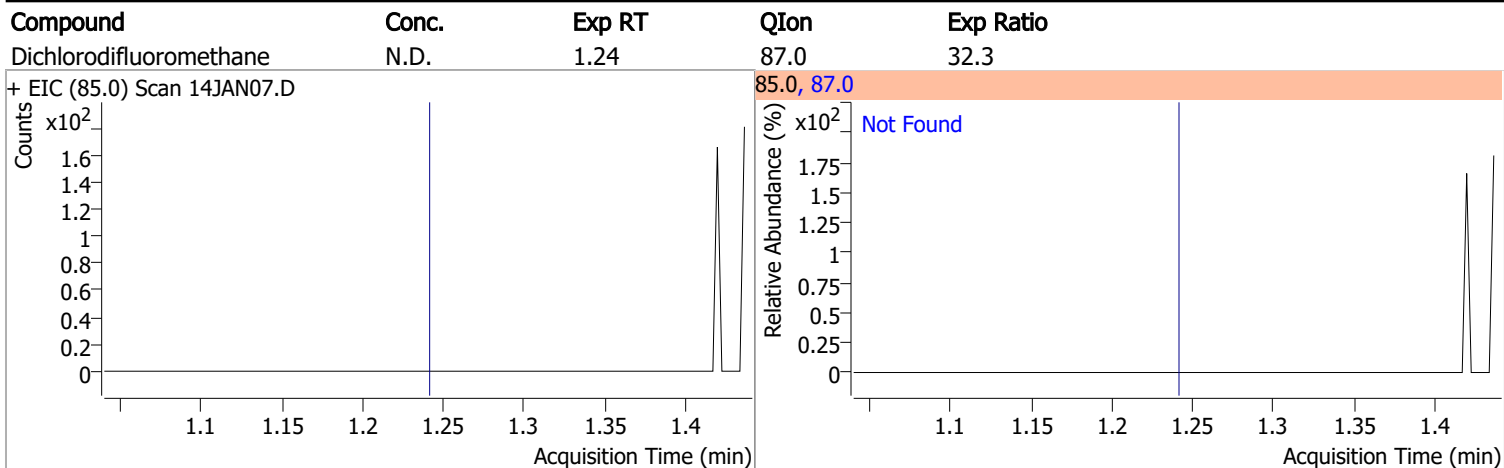 Compound Conc. Exp RT QIon Exp Ratio
Dichlorodifluoromethane N.D. 1.24 87.0 32.3
+ EIC (85.0) Scan 14JAN07.D
Counts
x10²
1.6
1.4
1.2
1
0.8
0.6
0.4
0.2
0
1.1 1.15 1.2 1.25 1.3 1.35 1.4
Acquisition Time (min)
85.0, 87.0
Relative Abundance (%)
x10²
Not Found
1.75
1.5
1.25
1
0.75
0.5
0.25
0
1.1 1.15 1.2 1.25 1.3 1.35 1.4
Acquisition Time (min)